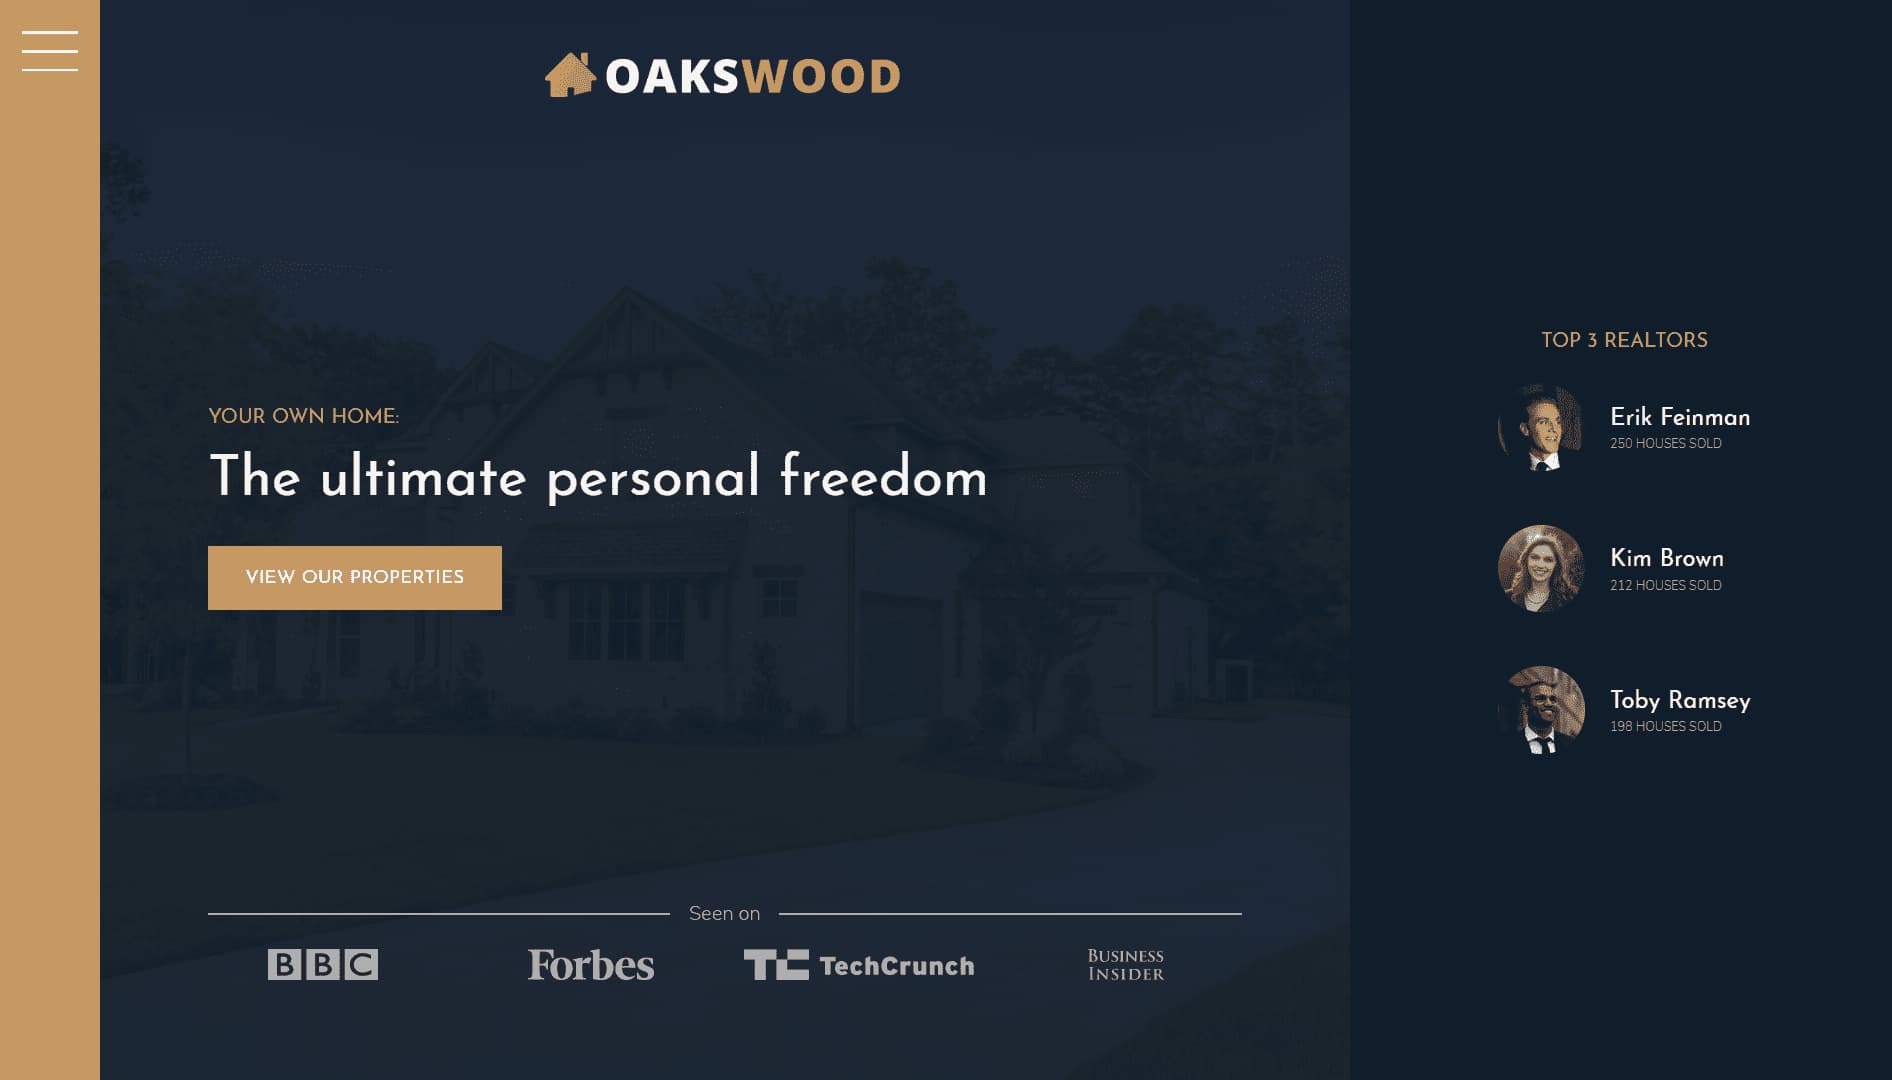 OAKSWOOD
YOUR OWN HOME:
The ultimate personal freedom
VIEW OUR PROPERTIES
Seen on
BBC
Forbes
TC TechCrunch
BUSINESS
INSIDER
TOP 3 REALTORS
Erik Feinman
250 HOUSES SOLD
Kim Brown
212 HOUSES SOLD
Toby Ramsey
198 HOUSES SOLD